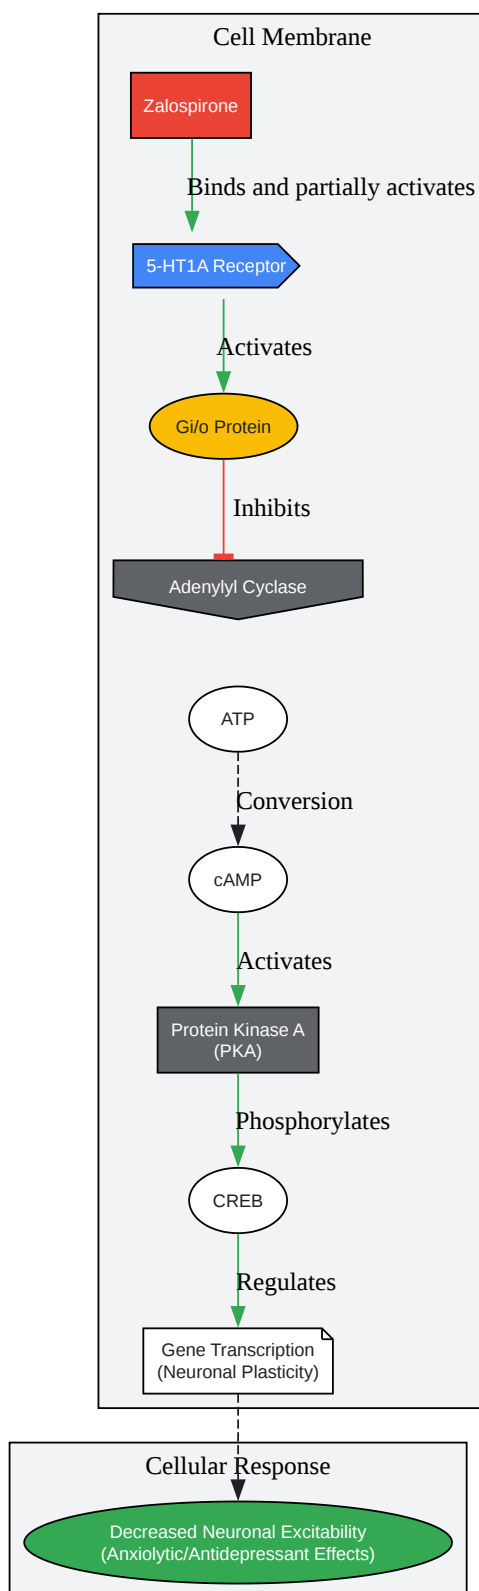 Cell Membrane
Zalospirone
Binds and partially activates
5-HT1A Receptor
Activates
Gi/o Protein
Inhibits
Adenylyl Cyclase
ATP
Conversion
cAMP
Activates
Protein Kinase A
(PKA)
Phosphorylates
CREB
Regulates
Gene Transcription
(Neuronal Plasticity)
Cellular Response
Decreased Neuronal Excitability
(Anxiolytic/Antidepressant Effects)